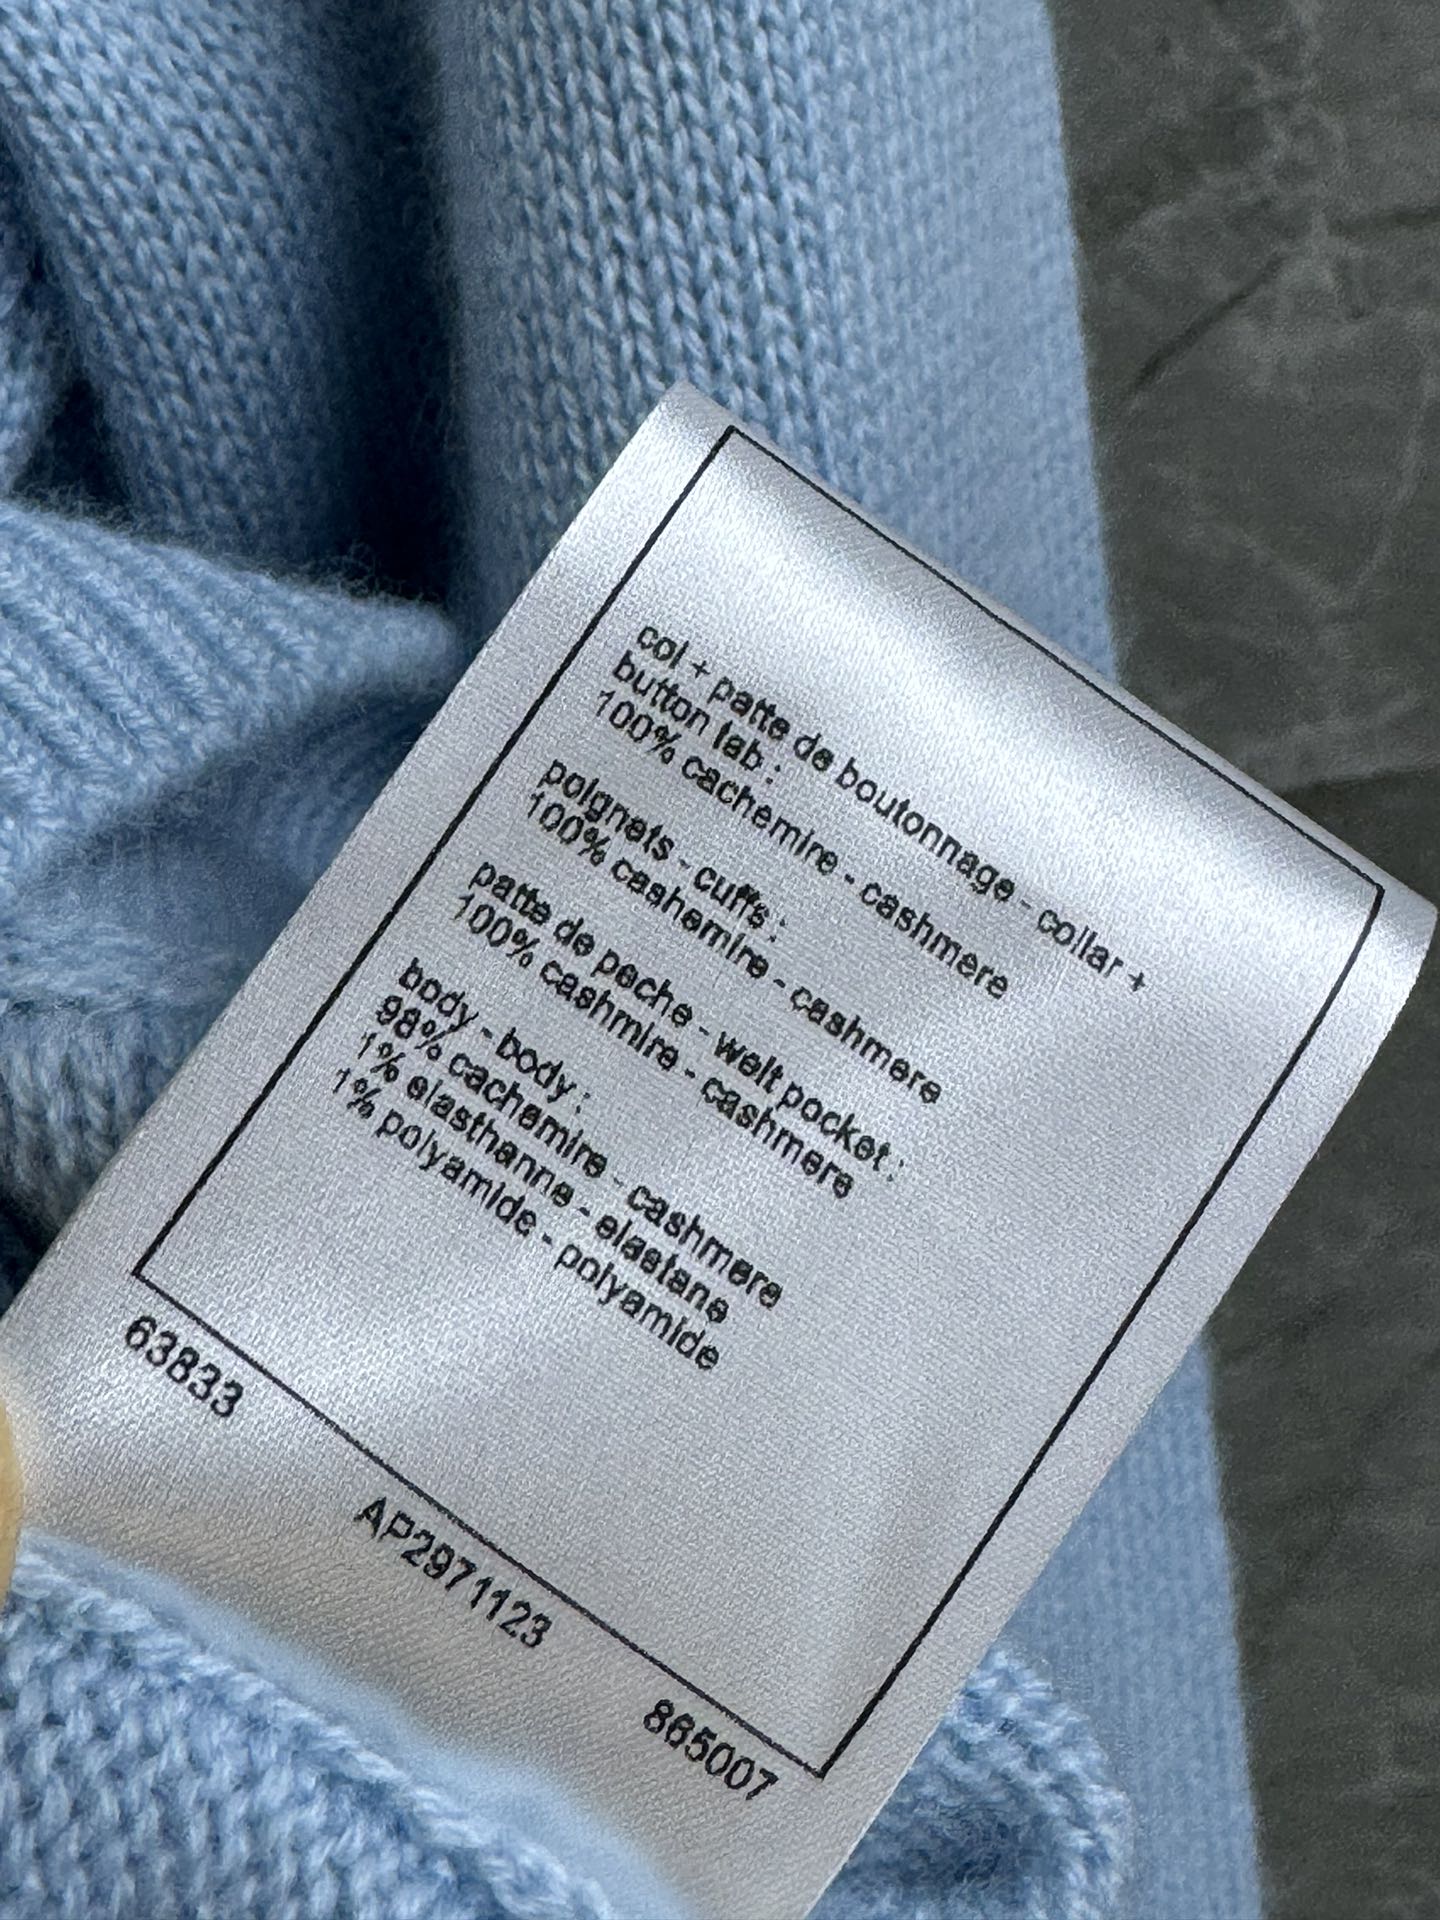 col + patte de boutonnage - collar +
button tab :
100% cachemire - cashmere
poignets - cuffs :
100% cashemire - cashmere
patte de peche - welt pocket :
100% cashmire - cashmere
body - body :
98% cachamire - cashmere
1% elasthanne - elastane
1% polyamide - polyamide
63833
AP2971123
865007